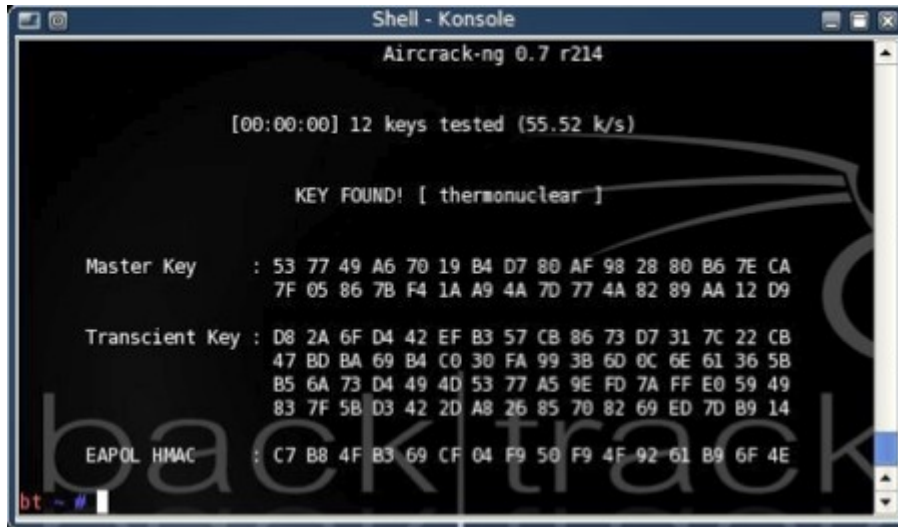 Shell - Konsole
Aircrack-ng 0.7 r214
[00:00:00] 12 keys tested (55.52 k/s)
KEY FOUND! [ thermonuclear ]
Master Key : 53 77 49 A6 70 19 B4 D7 80 AF 98 28 80 B6 7E CA
7F 05 86 7B F4 1A A9 4A 7D 77 4A 82 89 AA 12 D9
Transcient Key : D8 2A 6F D4 42 EF B3 57 CB 86 73 D7 31 7C 22 CB
47 BD BA 69 B4 C0 30 FA 99 3B 6D 0C 6E 61 36 5B
B5 6A 73 D4 49 4D 53 77 A5 9E FD 7A FF E0 59 49
83 7F 5B D3 42 2D A8 26 85 70 82 69 ED 7D B9 14
EAPOL HMAC : C7 B8 4F B3 69 CF 04 F9 50 F9 4F 92 61 B9 6F 4E
bt ~ #
back track